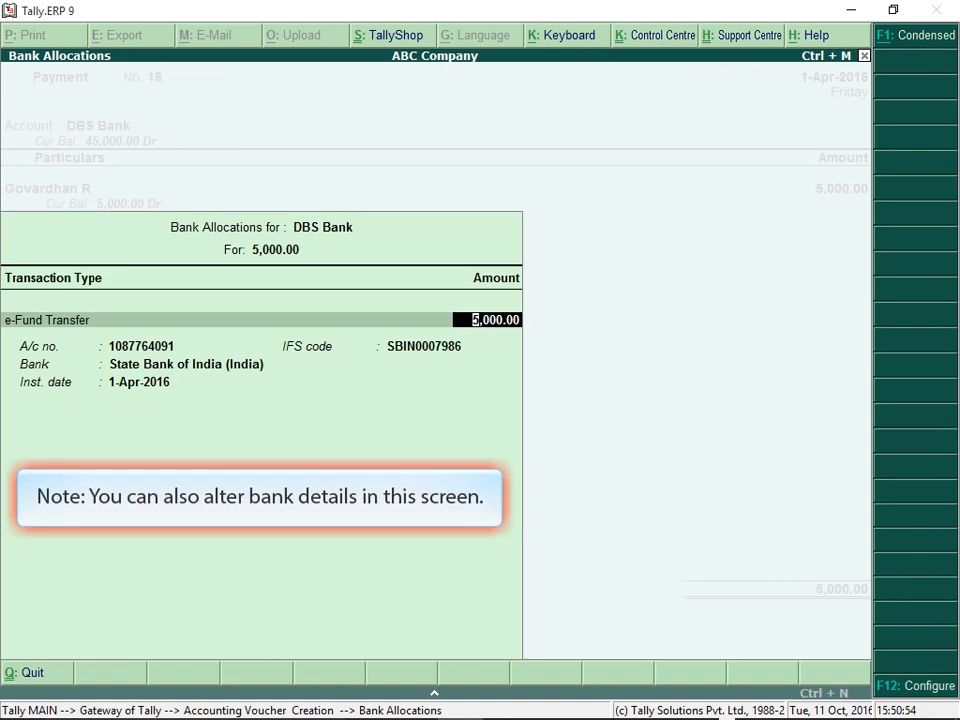 Tally.ERP 9
P: Print E: Export M: E-Mail O: Upload S: TallyShop G: Language K: Keyboard K: Control Centre H: Support Centre H: Help F1: Condensed
Bank Allocations ABC Company Ctrl + M
Payment No. 16 1-Apr-2016
Friday
Account DBS Bank
Cur Bal: 45,000.00 Dr
Particulars Amount
Govardhan R 5,000.00
Cur Bal: 5,000.00 Dr
Bank Allocations for : DBS Bank
For: 5,000.00
Transaction Type Amount
e-Fund Transfer 5,000.00
A/c no. : 1087764091 IFS code : SBIN0007986
Bank : State Bank of India (India)
Inst. date : 1-Apr-2016
Note: You can also alter bank details in this screen.
5,000.00
Q: Quit
F12: Configure
Ctrl + N
Tally MAIN --> Gateway of Tally --> Accounting Voucher Creation --> Bank Allocations (c) Tally Solutions Pvt. Ltd., 1988-2 Tue, 11 Oct, 2016 15:50:54